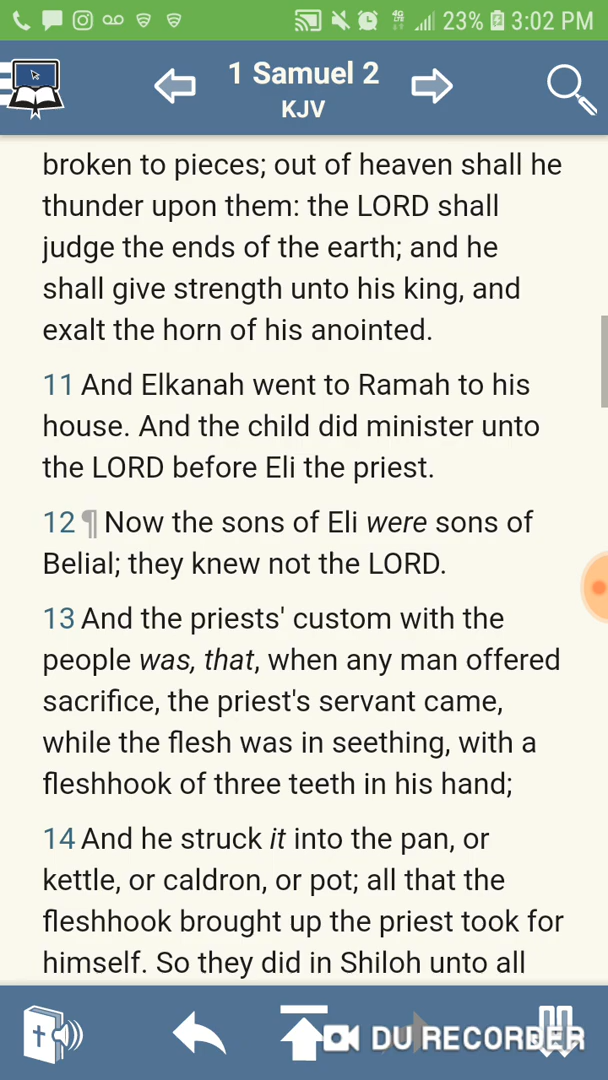 23% 3:02 PM
1 Samuel 2
KJV
broken to pieces; out of heaven shall he
thunder upon them: the LORD shall
judge the ends of the earth; and he
shall give strength unto his king, and
exalt the horn of his anointed.
11 And Elkanah went to Ramah to his
house. And the child did minister unto
the LORD before Eli the priest.
12 ¶ Now the sons of Eli were sons of
Belial; they knew not the LORD.
13 And the priests' custom with the
people was, that, when any man offered
sacrifice, the priest's servant came,
while the flesh was in seething, with a
fleshhook of three teeth in his hand;
14 And he struck it into the pan, or
kettle, or caldron, or pot; all that the
fleshhook brought up the priest took for
himself. So they did in Shiloh unto all
DU RECORDER